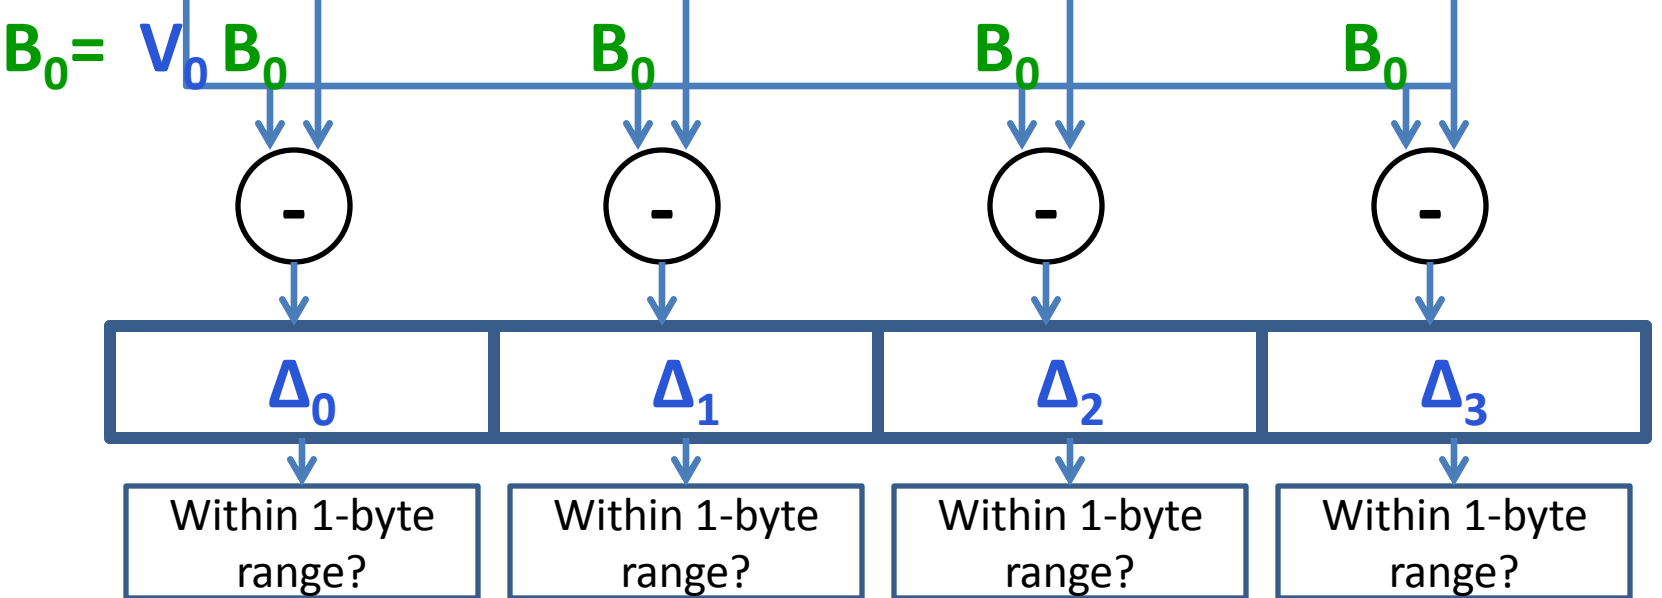 B₀= V₀ B₀ B₀ B₀ B₀
- - - -
Δ₀ Δ₁ Δ₂ Δ₃
Within 1-byte Within 1-byte Within 1-byte Within 1-byte
range? range? range? range?